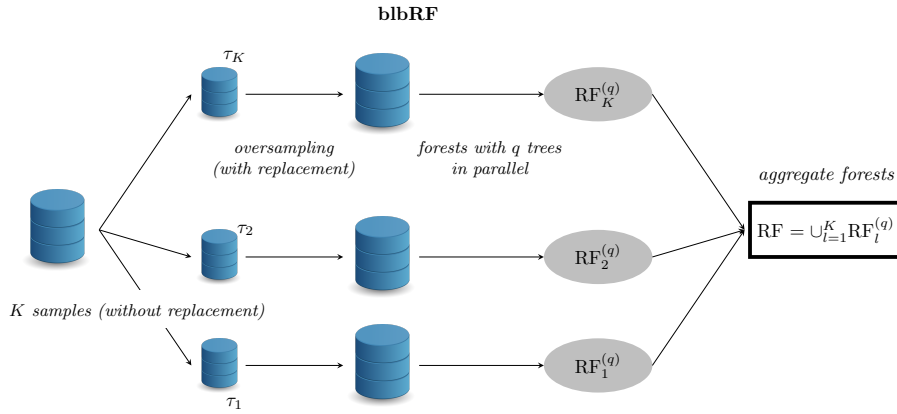 blbRF
τ_K
RF_K^{(q)}
oversampling
(with replacement)
forests with q trees
in parallel
aggregate forests
τ_2
RF_2^{(q)}
RF = ∪_{l=1}^{K} RF_l^{(q)}
K samples (without replacement)
RF_1^{(q)}
τ_1